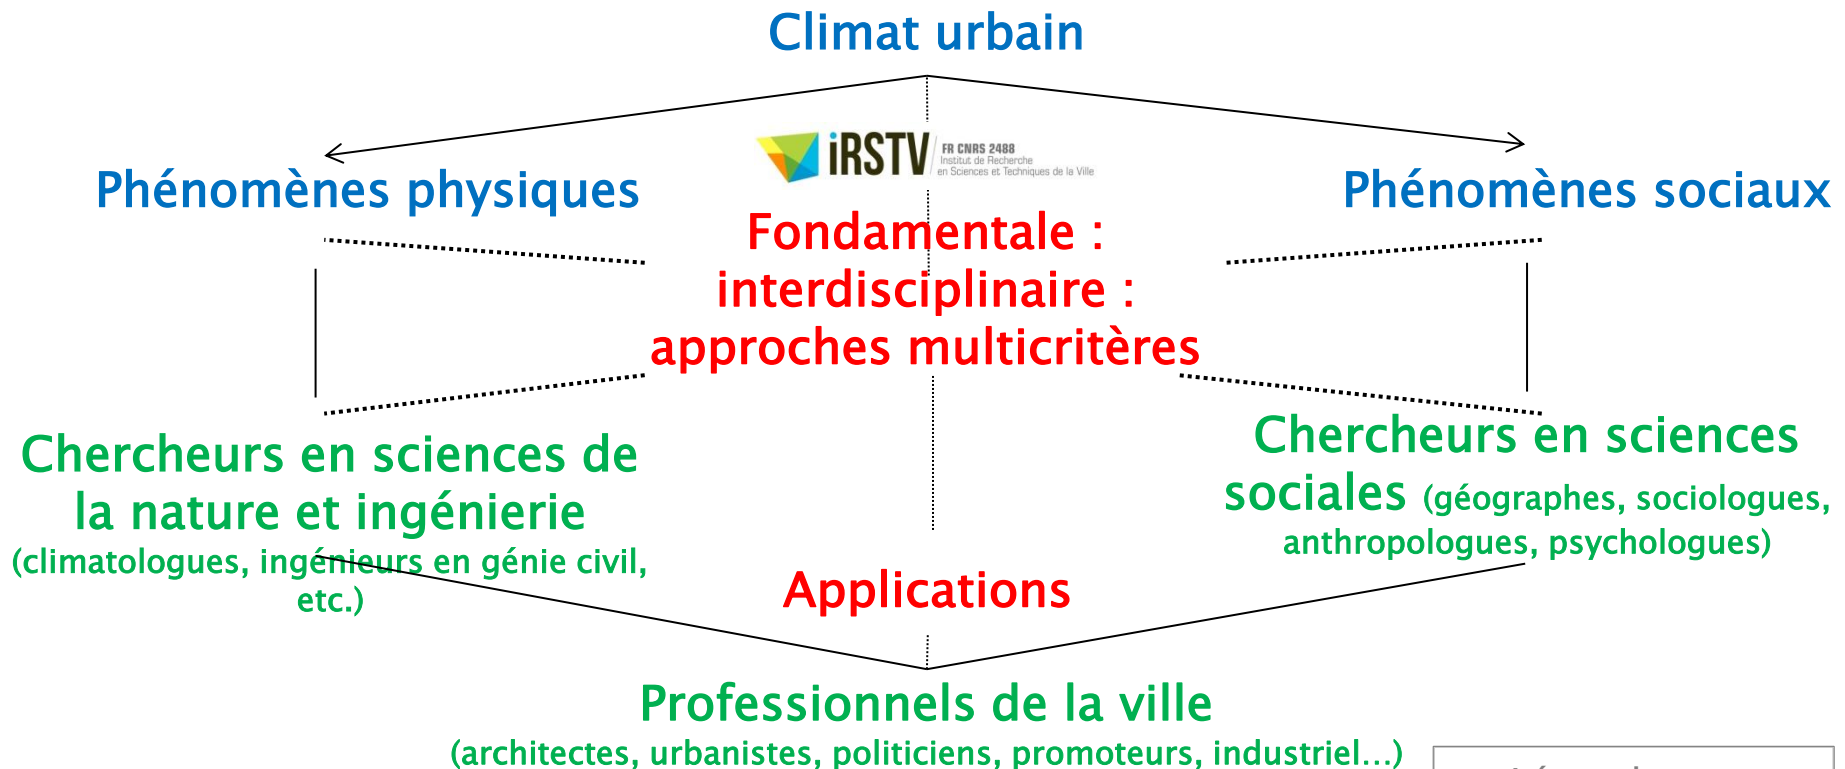 Climat urbain
iRSTV
FR CNRS 2488
Institut de Recherche
en Sciences et Techniques de la Ville
Phénomènes physiques
Phénomènes sociaux
Fondamentale :
interdisciplinaire :
approches multicritères
Chercheurs en sciences de
la nature et ingénierie
(climatologues, ingénieurs en génie civil,
etc.)
Chercheurs en sciences
sociales (géographes, sociologues,
anthropologues, psychologues)
Applications
Professionnels de la ville
(architectes, urbanistes, politiciens, promoteurs, industriel...)